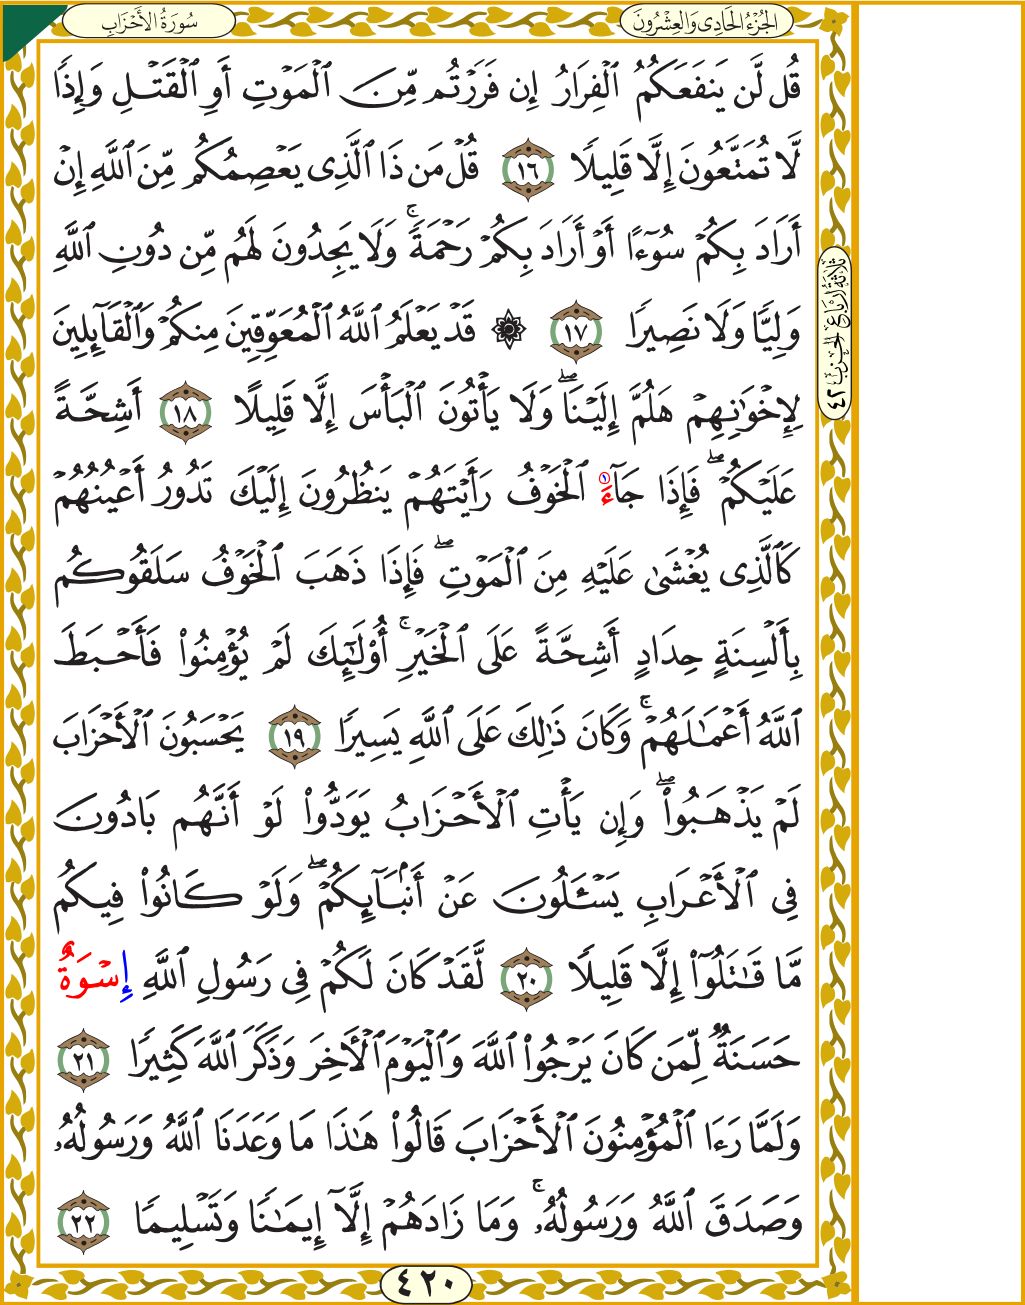 الجُزْءُ الحَادِى وَالعِشْرُونَ
سُورَةُ الأَحْزَابِ
قُل لَّن يَنفَعَكُمُ ٱلْفِرَارُ إِن فَرَرْتُم مِّنَ ٱلْمَوْتِ أَوِ ٱلْقَتْلِ وَإِذًا
لَّا تُمَتَّعُونَ إِلَّا قَلِيلًا ١٦ قُلْ مَن ذَا ٱلَّذِى يَعْصِمُكُم مِّنَ ٱللَّهِ إِنْ
أَرَادَ بِكُمْ سُوٓءًا أَوْ أَرَادَ بِكُمْ رَحْمَةً ۚ وَلَا يَجِدُونَ لَهُم مِّن دُونِ ٱللَّهِ
وَلِيًّا وَلَا نَصِيرًا ١٧ ۞ قَدْ يَعْلَمُ ٱللَّهُ ٱلْمُعَوِّقِينَ مِنكُمْ وَٱلْقَآئِلِينَ
لِإِخْوَٰنِهِمْ هَلُمَّ إِلَيْنَا ۖ وَلَا يَأْتُونَ ٱلْبَأْسَ إِلَّا قَلِيلًا ١٨ أَشِحَّةً
عَلَيْكُمْ ۖ فَإِذَا جَآءَ ١ ٱلْخَوْفُ رَأَيْتَهُمْ يَنظُرُونَ إِلَيْكَ تَدُورُ أَعْيُنُهُمْ
كَٱلَّذِى يُغْشَىٰ عَلَيْهِ مِنَ ٱلْمَوْتِ ۖ فَإِذَا ذَهَبَ ٱلْخَوْفُ سَلَقُوكُم
بِأَلْسِنَةٍ حِدَادٍ أَشِحَّةً عَلَى ٱلْخَيْرِ ۚ أُو۟لَٰٓئِكَ لَمْ يُؤْمِنُوا۟ فَأَحْبَطَ
ٱللَّهُ أَعْمَٰلَهُمْ ۚ وَكَانَ ذَٰلِكَ عَلَى ٱللَّهِ يَسِيرًا ١٩ يَحْسَبُونَ ٱلْأَحْزَابَ
لَمْ يَذْهَبُوا۟ ۖ وَإِن يَأْتِ ٱلْأَحْزَابُ يَوَدُّوا۟ لَوْ أَنَّهُم بَادُونَ
فِى ٱلْأَعْرَابِ يَسْـَٔلُونَ عَنْ أَنۢبَآئِكُمْ ۖ وَلَوْ كَانُوا۟ فِيكُم
مَّا قَٰتَلُوٓا۟ إِلَّا قَلِيلًا ٢٠ لَّقَدْ كَانَ لَكُمْ فِى رَسُولِ ٱللَّهِ إِسْوَةٌ
حَسَنَةٌ لِّمَن كَانَ يَرْجُوا۟ ٱللَّهَ وَٱلْيَوْمَ ٱلْـَٔاخِرَ وَذَكَرَ ٱللَّهَ كَثِيرًا ٢١
وَلَمَّا رَءَا ٱلْمُؤْمِنُونَ ٱلْأَحْزَابَ قَالُوا۟ هَٰذَا مَا وَعَدَنَا ٱللَّهُ وَرَسُولُهُۥ
وَصَدَقَ ٱللَّهُ وَرَسُولُهُۥ ۚ وَمَا زَادَهُمْ إِلَّآ إِيمَٰنًا وَتَسْلِيمًا ٢٢
ثَلَاثَةُ أَرْبَاعِ الحِزْب ٤٢
٤٢٠